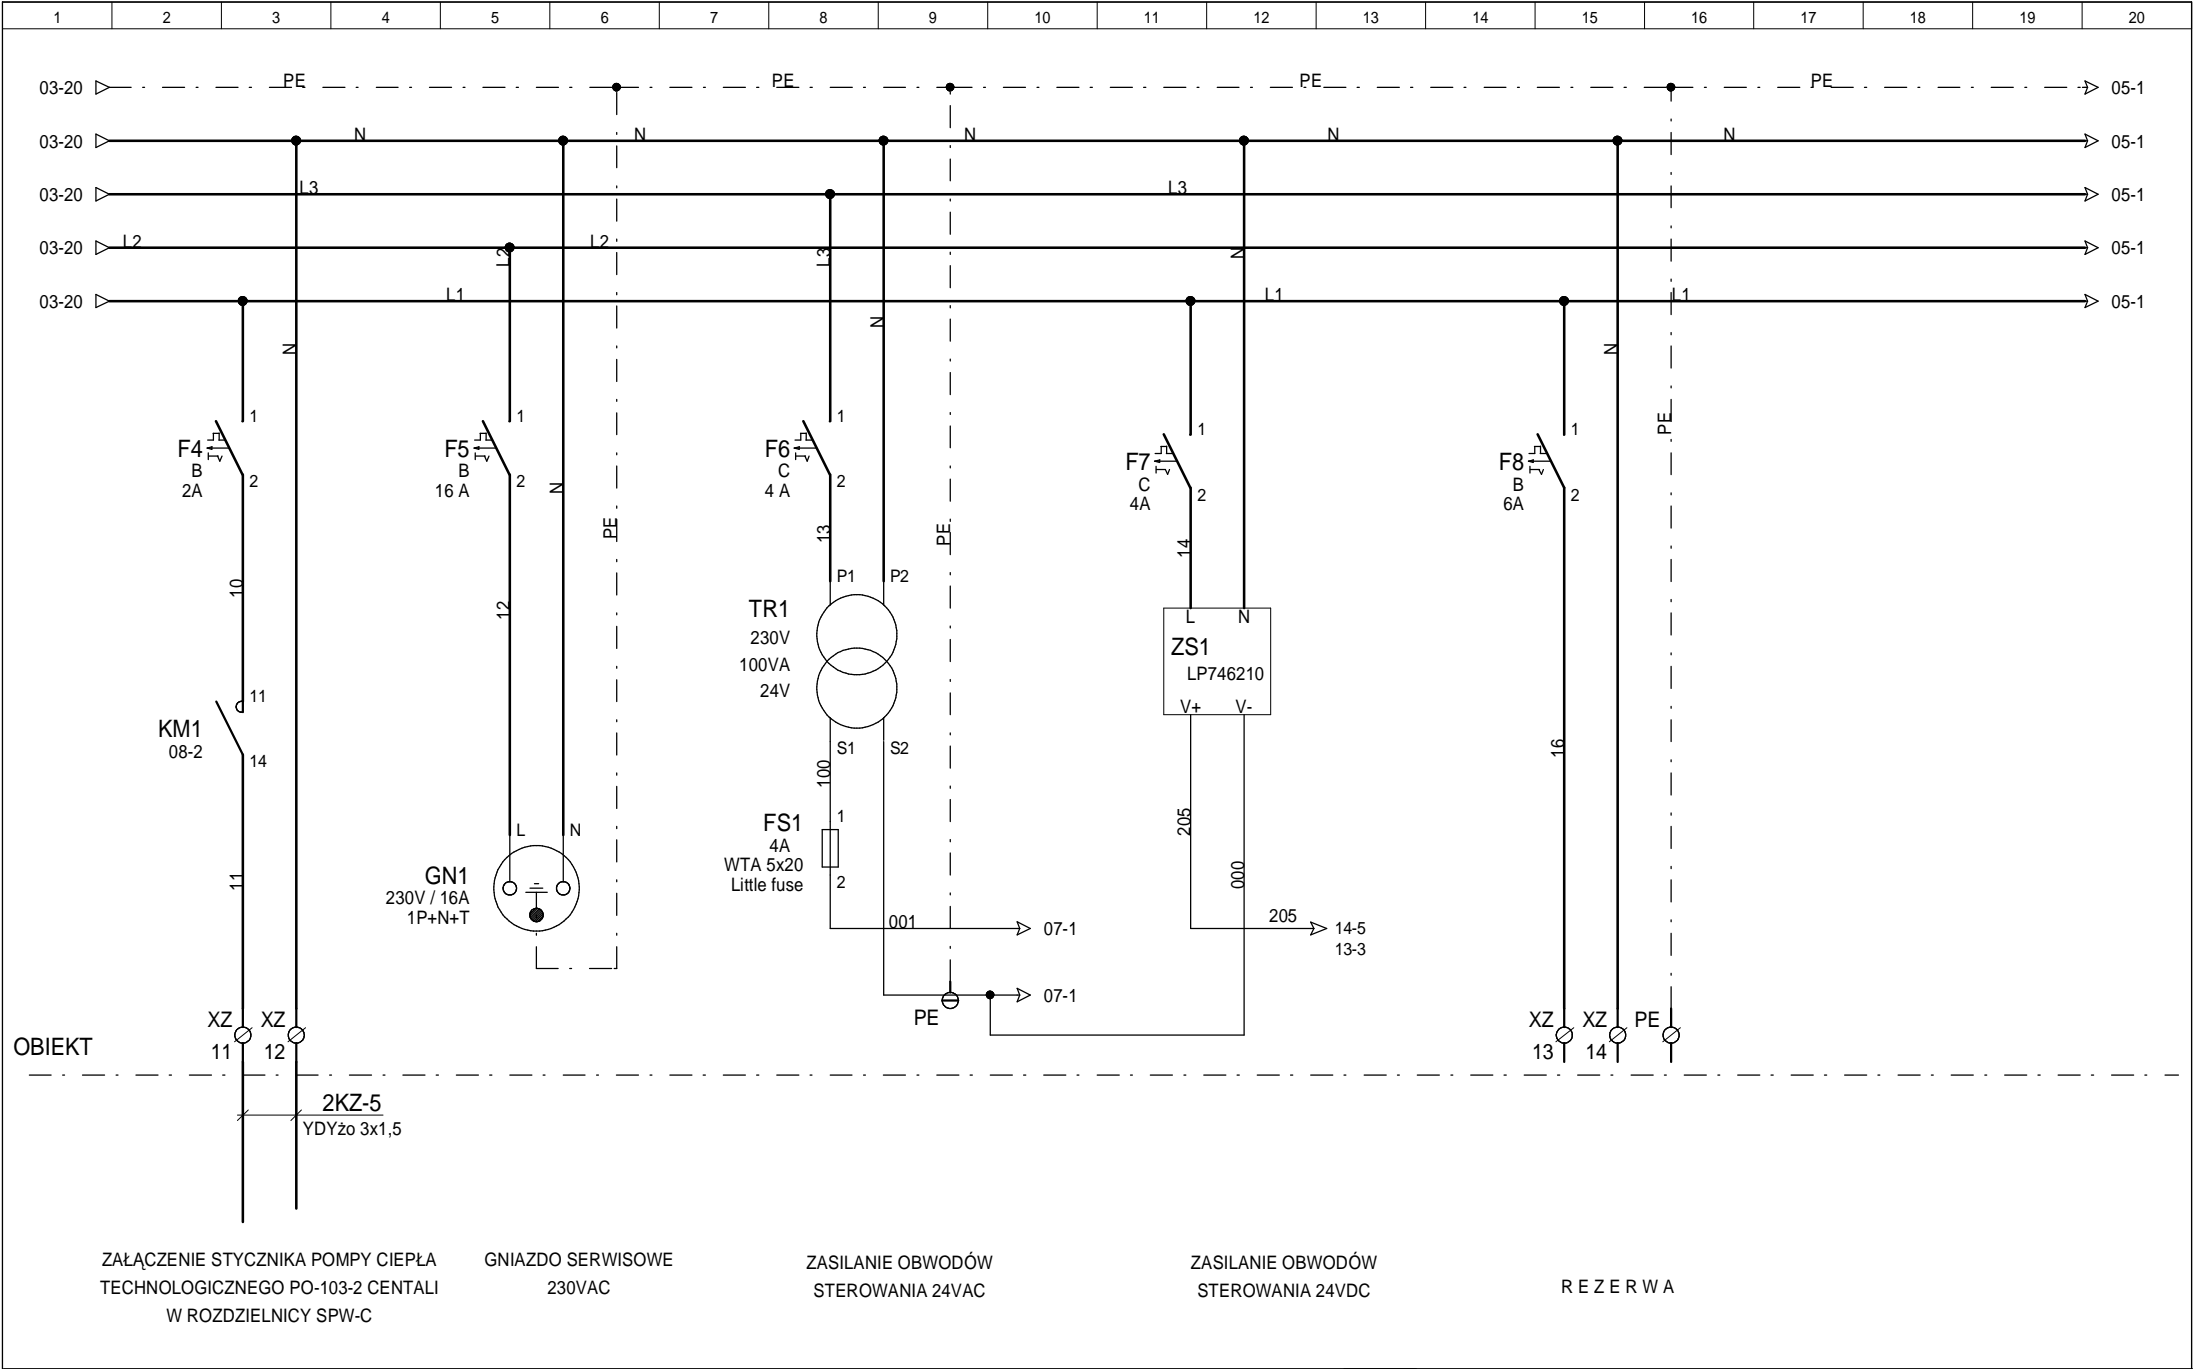 1 2 3 4 5 6 7 8 9 10 11 12 13 14 15 16 17 18 19 20
03-20 PE PE PE PE 05-1
03-20 N N N N N 05-1
03-20 L3 L3 05-1
03-20 L2 L2 05-1
03-20 L1 L1 L1 05-1
L2
L3
N
N
N
N
1 1 1 1 1
F4
B
2A
2
F5
B
16 A
2
F6
C
4 A
2
F7
C
4A
2
F8
B
6A
2
PE
N
PE
PE
13
14
10
12
P1 P2
TR1
230V
100VA
24V
S1 S2
L N
ZS1
LP746210
V+ V-
11
KM1
08-2
14
16
100
205
000
11
L N
GN1
230V / 16A
1P+N+T
FS1
1
4A
WTA 5x20
Little fuse
2
001 07-1
205 14-5
13-3
07-1
PE
XZ XZ
11 12
XZ XZ PE
13 14
OBIEKT
2KZ-5
YDYżo 3x1,5
ZAŁĄCZENIE STYCZNIKA POMPY CIEPŁA
TECHNOLOGICZNEGO PO-103-2 CENTALI
W ROZDZIELNICY SPW-C
GNIAZDO SERWISOWE
230VAC
ZASILANIE OBWODÓW
STEROWANIA 24VAC
ZASILANIE OBWODÓW
STEROWANIA 24VDC
R E Z E R W A